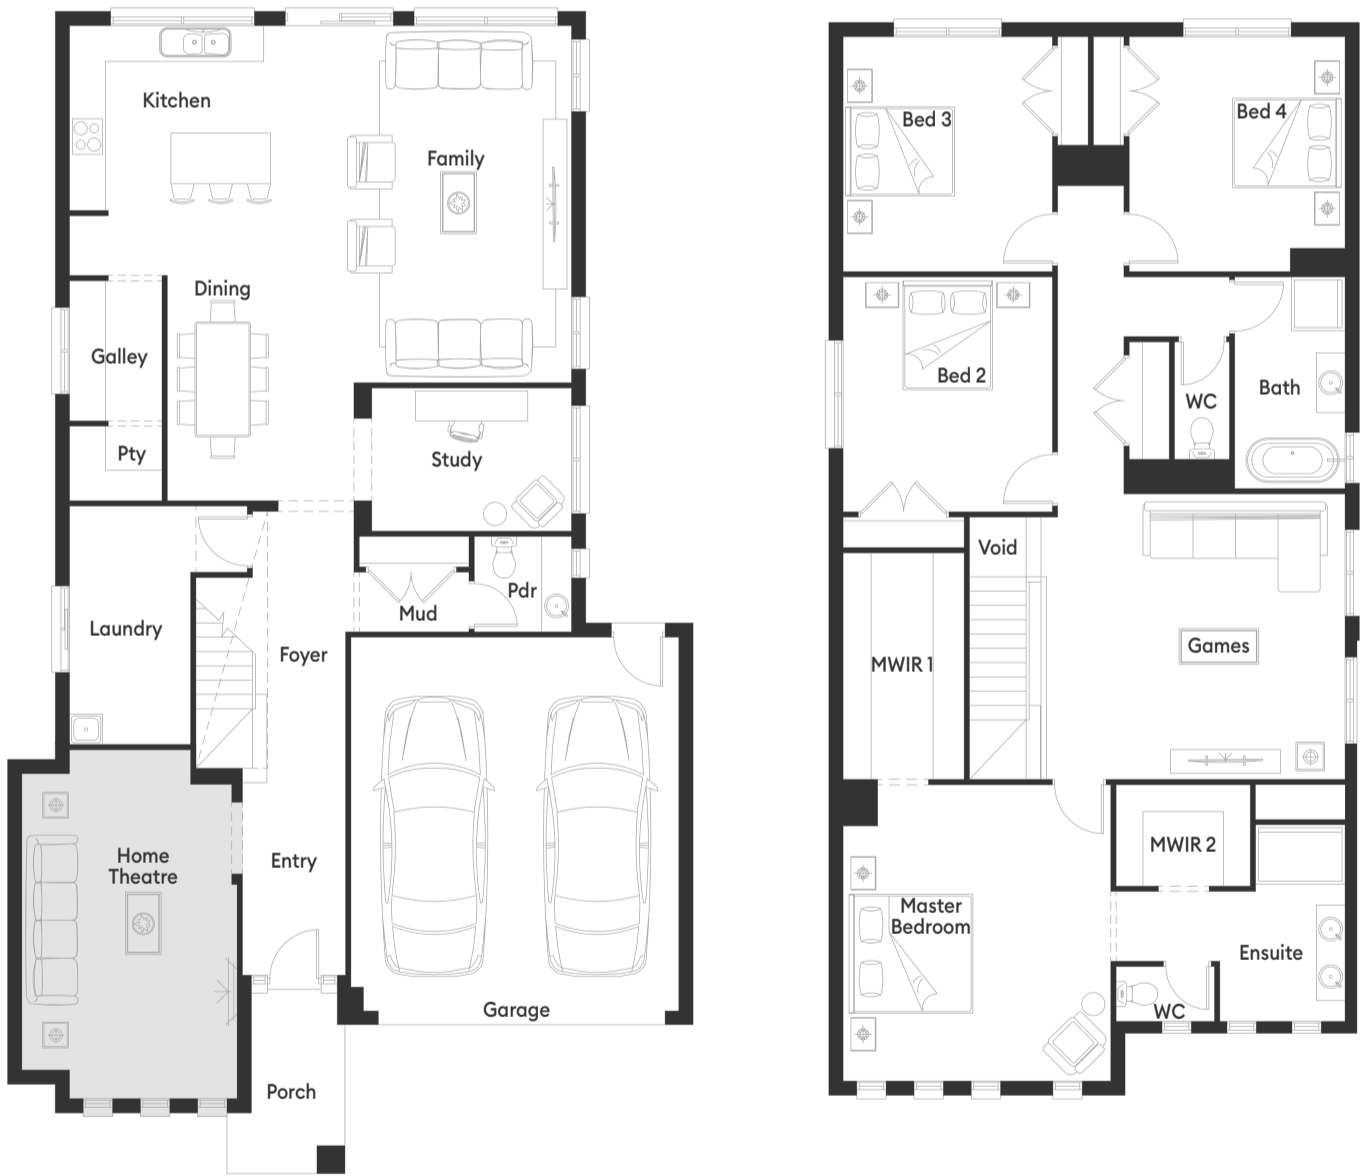 Kitchen
Family
Dining
Galley
Pty
Study
Laundry
Mud
Pdr
Foyer
Home
Theatre
Entry
Garage
Porch
Bed 3
Bed 4
Bed 2
WC
Bath
Void
MWIR 1
Games
MWIR 2
Master
Bedroom
Ensuite
WC